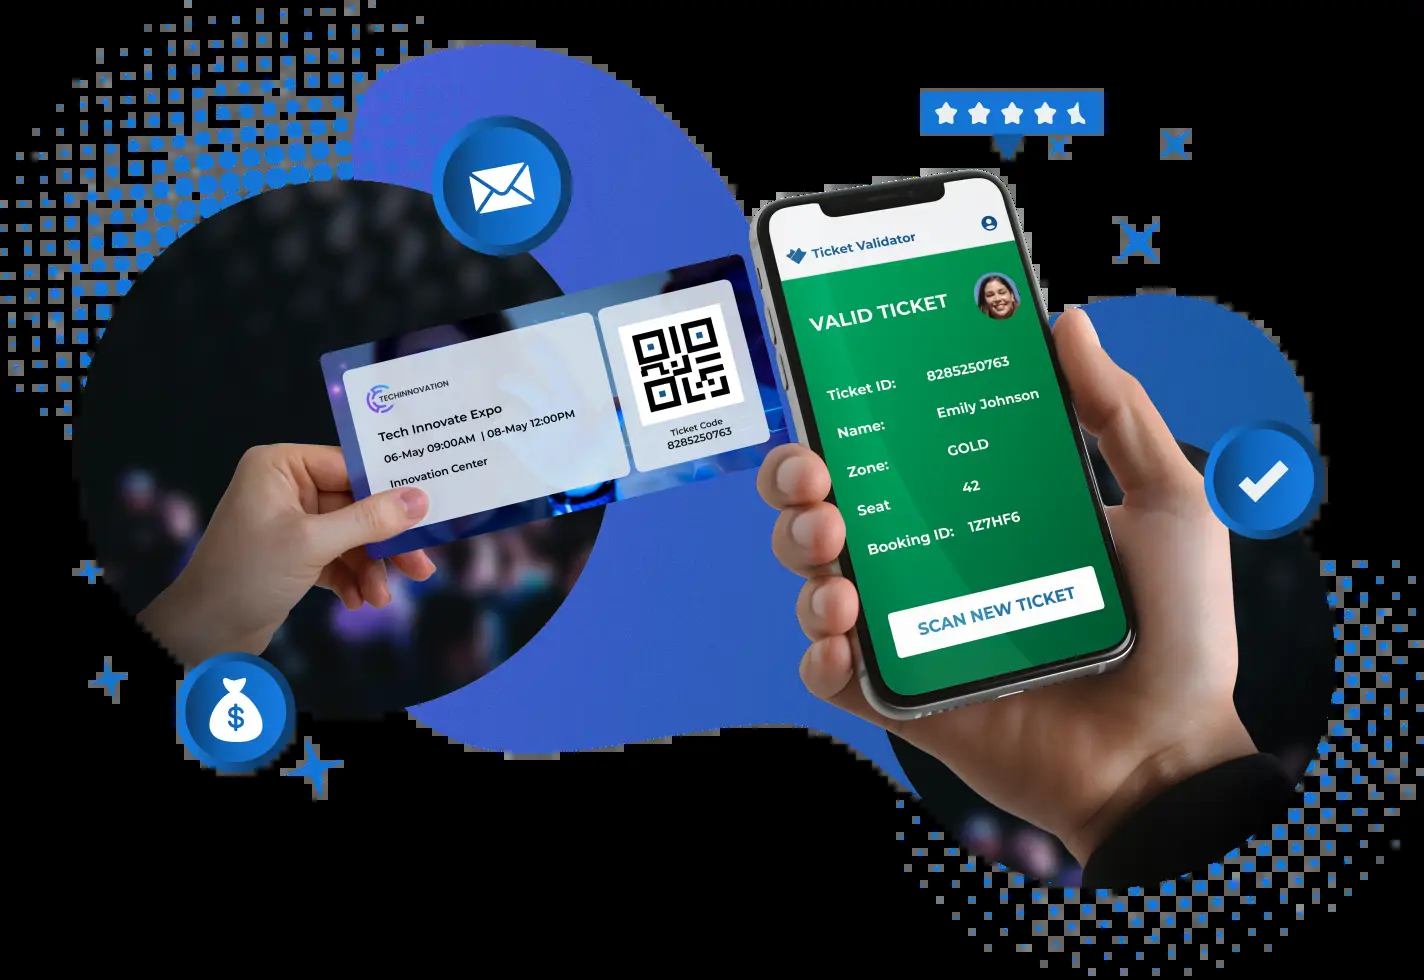 TECHINNOVATION
Tech Innovate Expo
06-May 09:00AM | 08-May 12:00PM
Innovation Center
Ticket Code
8285250763
Ticket Validator
VALID TICKET
Ticket ID: 8285250763
Name: Emily Johnson
Zone: GOLD
Seat 42
Booking ID: 1Z7HF6
SCAN NEW TICKET
$